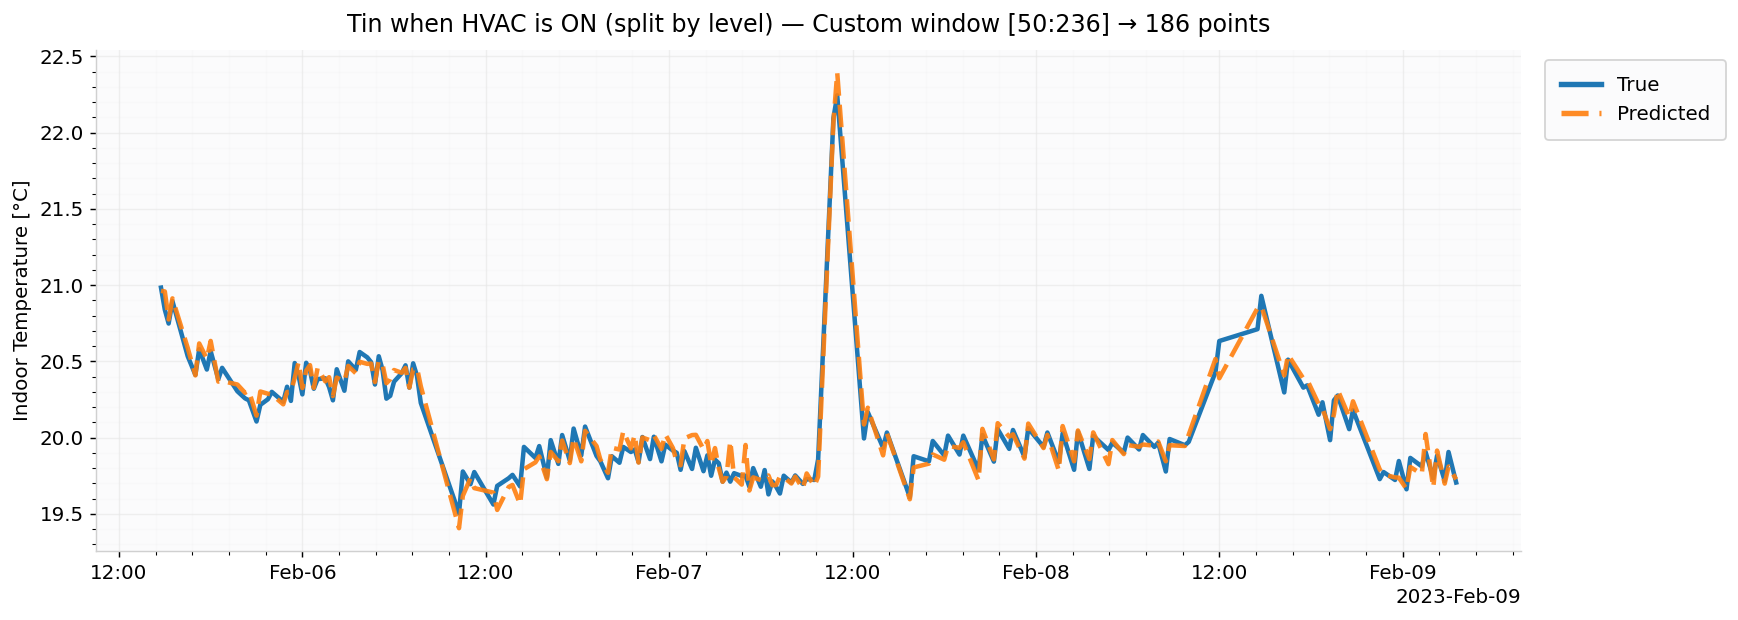 Tin when HVAC is ON (split by level) — Custom window [50:236] → 186 points
True
Predicted
Indoor Temperature [°C]
22.5
22.0
21.5
21.0
20.5
20.0
19.5
12:00 Feb-06 12:00 Feb-07 12:00 Feb-08 12:00 Feb-09
2023-Feb-09